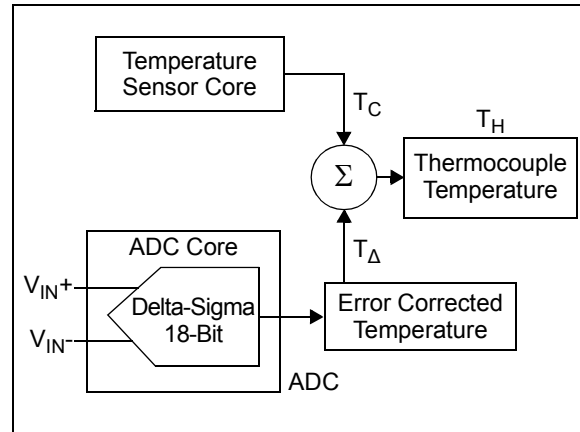 Temperature
Sensor Core
T_C
T_H
Σ
Thermocouple
Temperature
T_Δ
ADC Core
V_IN+
V_IN-
Delta-Sigma
18-Bit
Error Corrected
Temperature
ADC